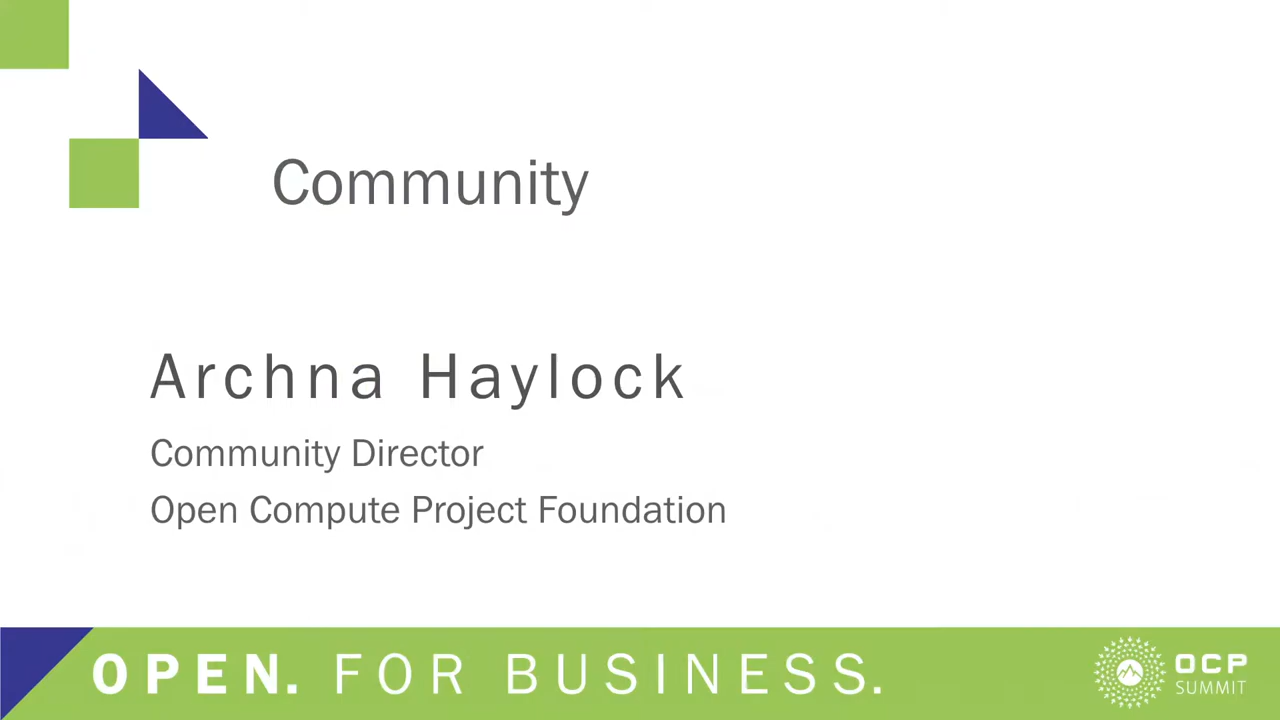 Community
Archna Haylock
Community Director
Open Compute Project Foundation
OPEN. FOR BUSINESS.
OCP
SUMMIT